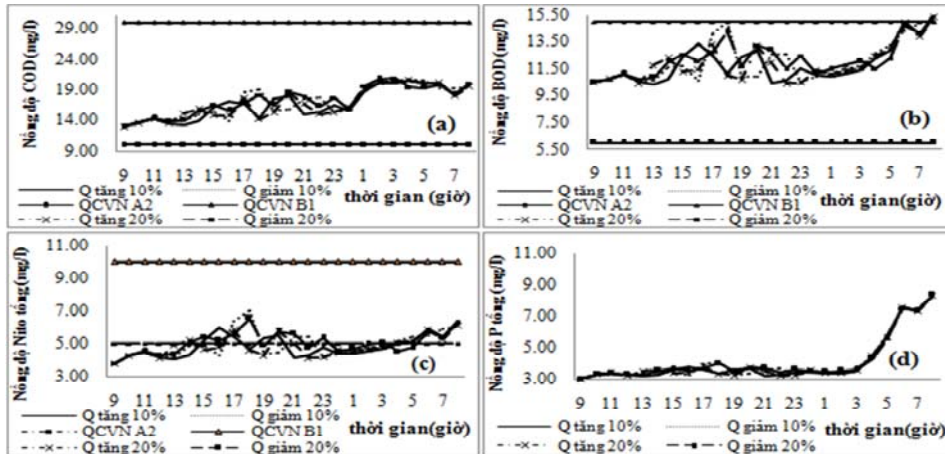 Nồng độ COD (mg/l)
29.00
24.00
19.00
14.00
9.00
(a)
9 11 13 15 17 19 21 23 1 3 5 7
thời gian (giờ)
Q tăng 10% Q giảm 10%
QCVN A2 QCVN B1
Q tăng 20% Q giảm 20%
Nồng độ BOD (mg/l)
15.50
13.50
11.50
9.50
7.50
5.50
(b)
9 11 13 15 17 19 21 23 1 3 5 7
thời gian(giờ)
Q tăng 10% Q giảm 10%
QCVN A2 QCVN B1
Q tăng 20% Q giảm 20%
Nồng độ Nito tổng (mg/l)
11.00
9.00
7.00
5.00
3.00
(c)
9 11 13 15 17 19 21 23 1 3 5 7
thời gian(giờ)
Q tăng 10% Q giảm 10%
QCVN A2 QCVN B1
Q tăng 20% Q giảm 20%
Nồng độ P tổng (mg/l)
11.00
9.00
7.00
5.00
3.00
(d)
9 11 13 15 17 19 21 23 1 3 5 7
thời gian(giờ)
Q tăng 10% Q giảm 10%
Q tăng 20% Q giảm 20%